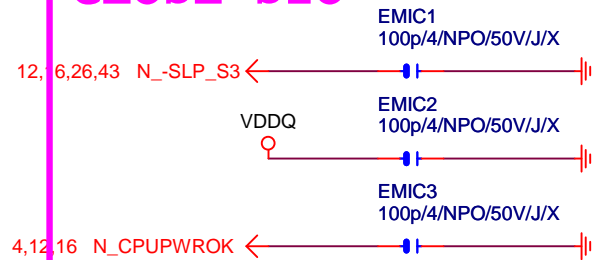 EMIC1
100p/4/NPO/50V/J/X
12,16,26,43 N_-SLP_S3
EMIC2
100p/4/NPO/50V/J/X
VDDQ
EMIC3
100p/4/NPO/50V/J/X
4,12,16 N_CPUPWROK